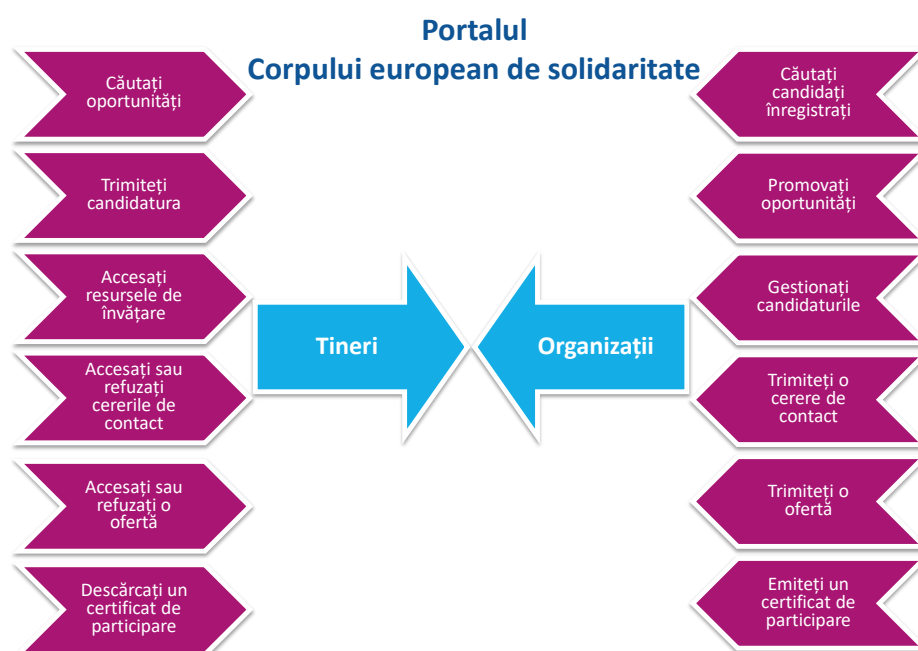 Portalul
Corpului european de solidaritate
Căutați
oportunități
Trimiteți
candidatura
Accesați
resursele de
învățare
Accesați sau
refuzați
cererile de
contact
Accesați sau
refuzați o
ofertă
Descărcați un
certificat de
participare
Tineri
Organizații
Căutați
candidați
înregistrați
Promovați
oportunități
Gestionați
candidaturile
Trimiteți o
cerere de
contact
Trimiteți o
ofertă
Emiteți un
certificat de
participare